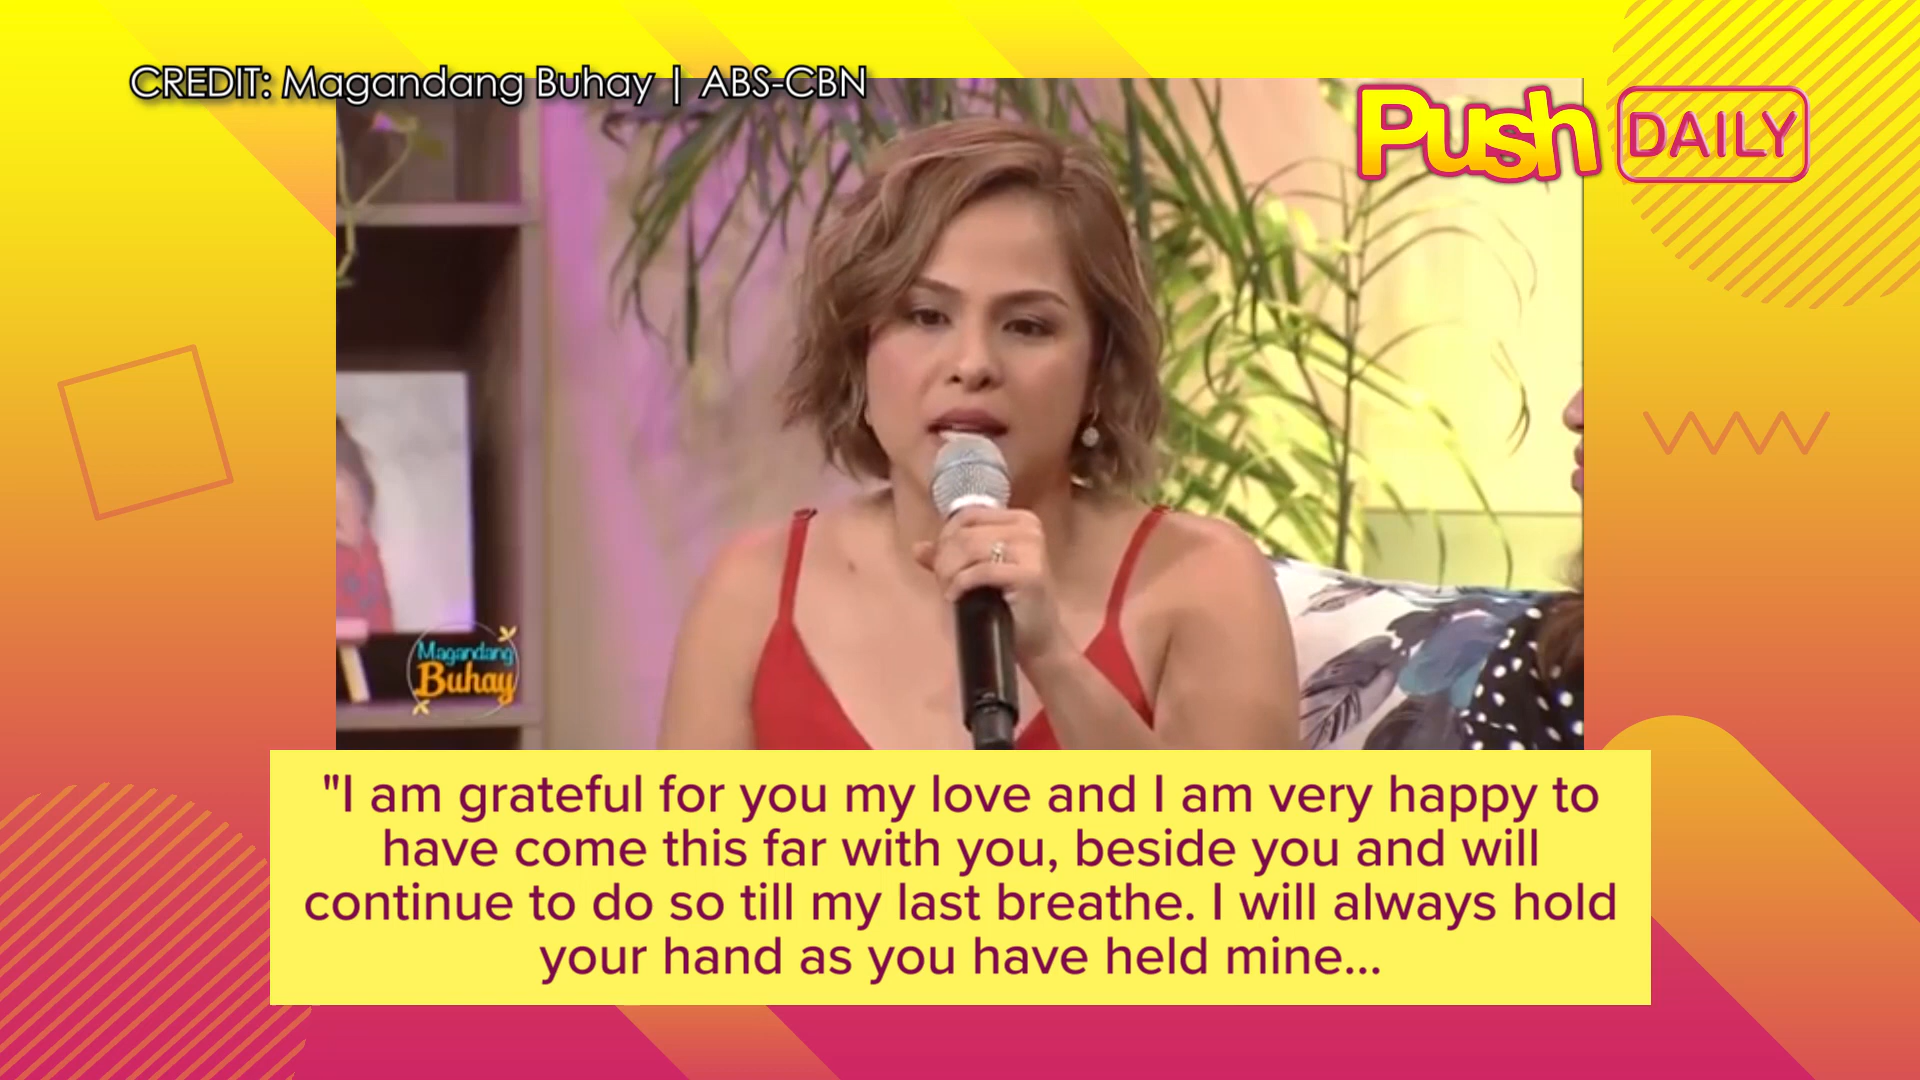 CREDIT: Magandang Buhay | ABS-CBN
Push DAILY
Magandang
Buhay
"I am grateful for you my love and I am very happy to
have come this far with you, beside you and will
continue to do so till my last breathe. I will always hold
your hand as you have held mine...